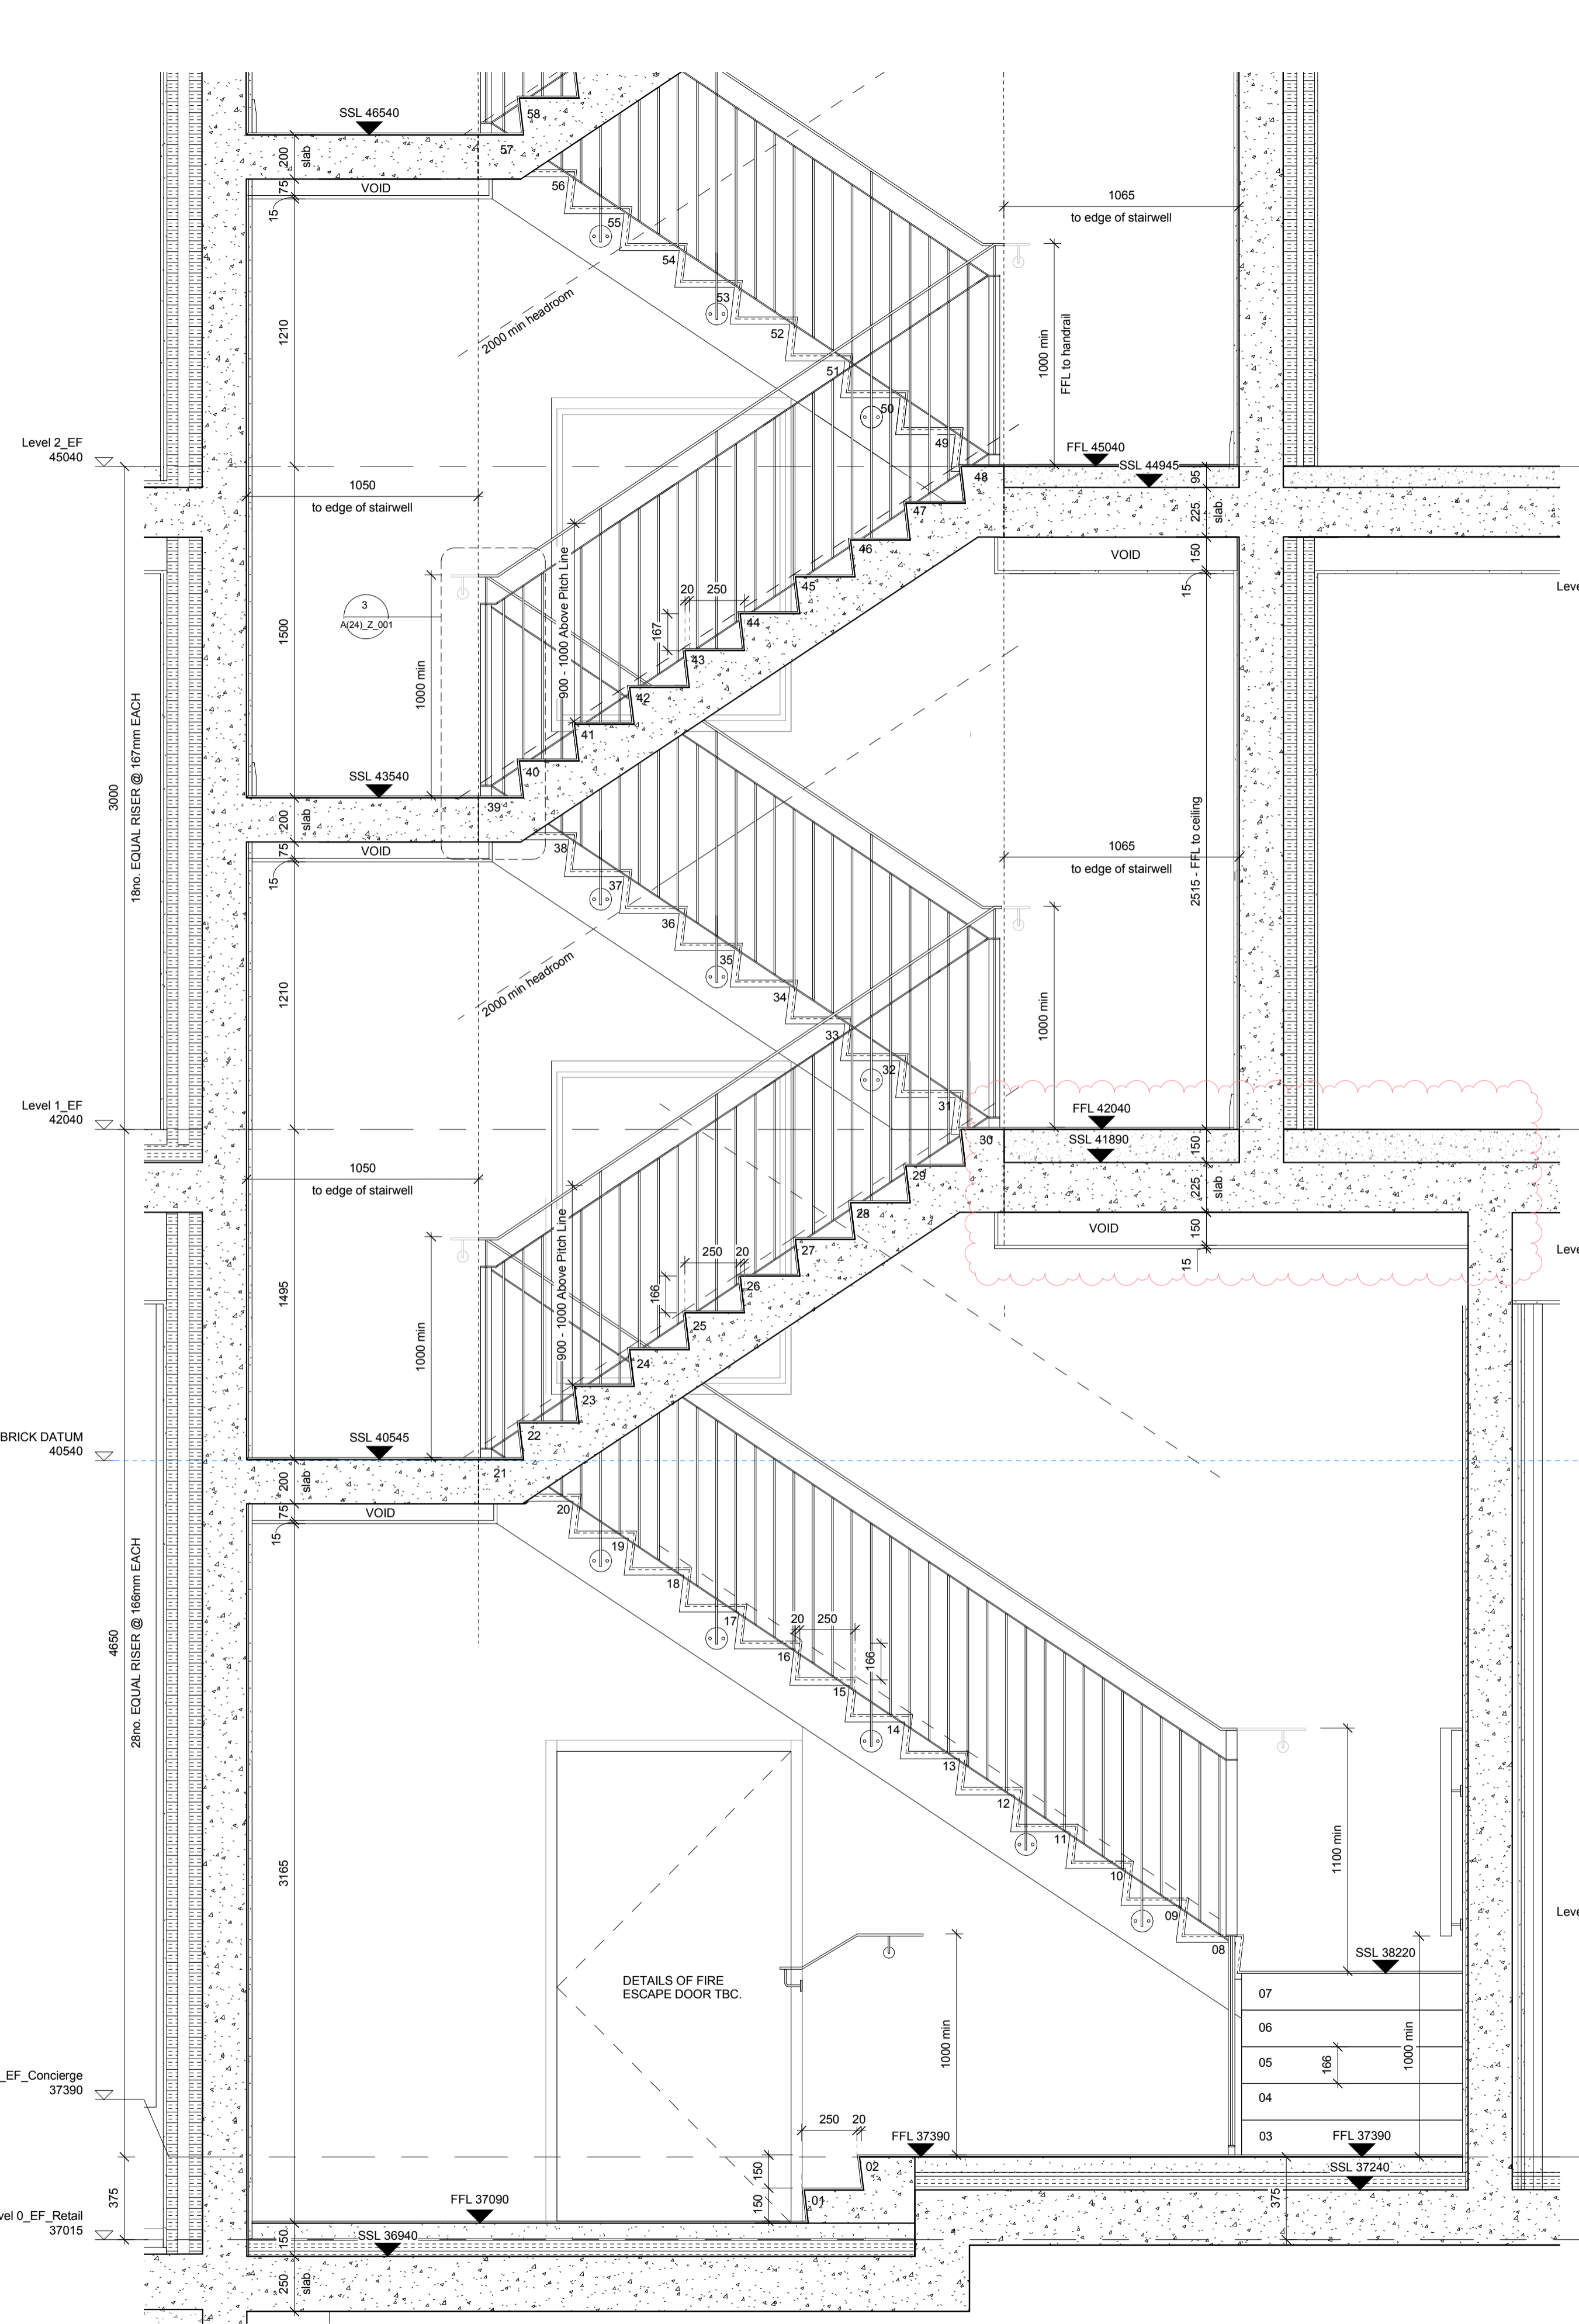 58
SSL 46540
57
200
slab
VOID
75
15
56
55
54
53
52
51
50
49
1065
to edge of stairwell
2000 min headroom
1210
1000 min
FFL to handrail
Level 2_EF
45040
FFL 45040
SSL 44945
95
225
slab
VOID
150
15
48
47
46
45
44
43
42
41
40
39
1050
to edge of stairwell
900 - 1000 Above Pitch Line
20
250
167
3
A(24)_Z_001
1000 min
1500
SSL 43540
200
slab
VOID
75
15
3000
18no. EQUAL RISER @ 167mm EACH
38
37
36
35
34
33
32
31
1065
to edge of stairwell
2515 - FFL to ceiling
2000 min headroom
1210
1000 min
Level 1_EF
42040
FFL 42040
SSL 41890
150
225
slab
VOID
150
15
30
29
28
27
26
25
24
23
22
21
1050
to edge of stairwell
900 - 1000 Above Pitch Line
250
20
166
1000 min
1495
BRICK DATUM
40540
SSL 40545
200
slab
VOID
75
15
4650
28no. EQUAL RISER @ 166mm EACH
20
19
18
17
16
15
14
13
12
11
10
09
08
20
250
166
3165
1100 min
DETAILS OF FIRE
ESCAPE DOOR TBC.
1000 min
SSL 38220
07
06
05
04
03
166
1000 min
_EF_Concierge
37390
250
20
FFL 37390
FFL 37390
SSL 37240
02
01
150
150
375
375
vel 0_EF_Retail
37015
FFL 37090
SSL 36940
150
250
slab
Leve
Leve
Leve